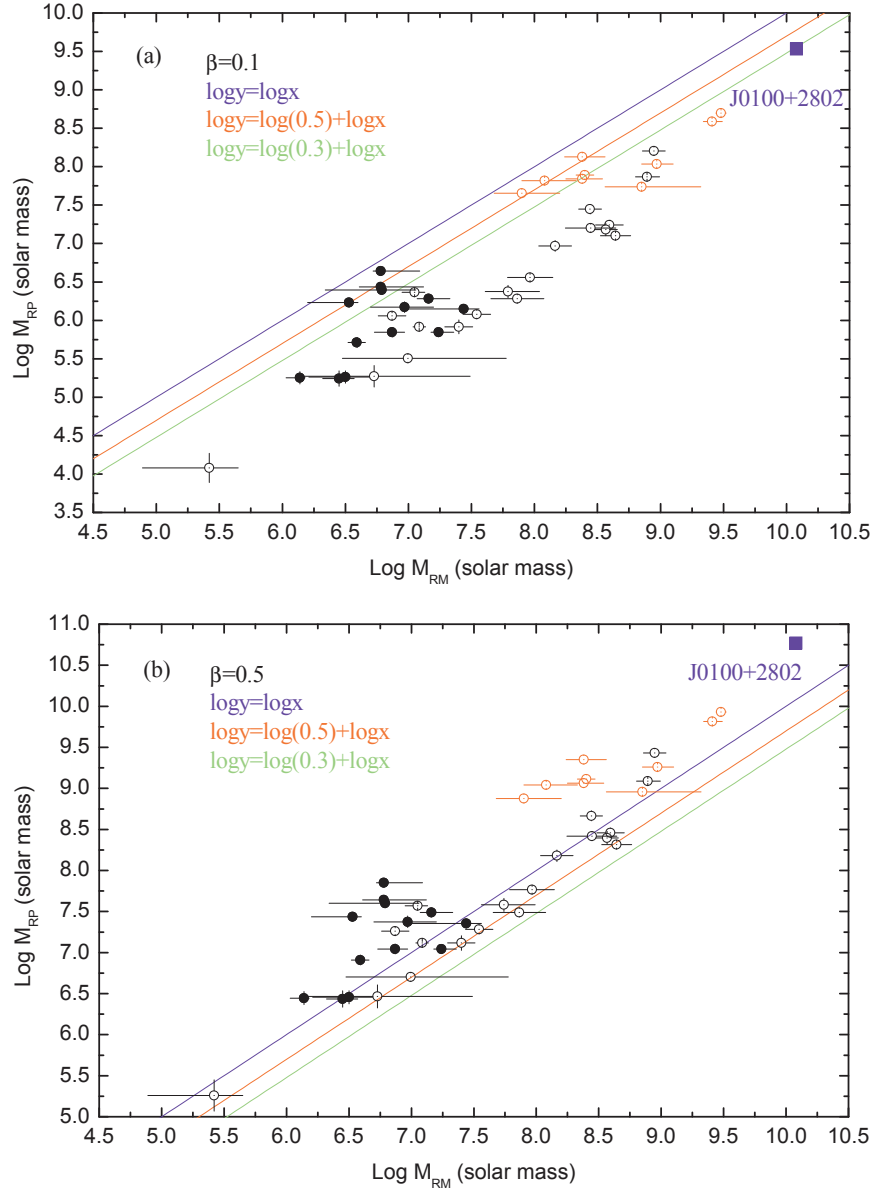 (a)
β=0.1
logy=logx
logy=log(0.5)+logx
logy=log(0.3)+logx
J0100+2802
10.0
9.5
9.0
8.5
8.0
7.5
7.0
6.5
6.0
5.5
5.0
4.5
4.0
3.5
Log M_RP (solar mass)
4.5 5.0 5.5 6.0 6.5 7.0 7.5 8.0 8.5 9.0 9.5 10.0 10.5
Log M_RM (solar mass)
(b)
β=0.5
logy=logx
logy=log(0.5)+logx
logy=log(0.3)+logx
J0100+2802
11.0
10.5
10.0
9.5
9.0
8.5
8.0
7.5
7.0
6.5
6.0
5.5
5.0
Log M_RP (solar mass)
4.5 5.0 5.5 6.0 6.5 7.0 7.5 8.0 8.5 9.0 9.5 10.0 10.5
Log M_RM (solar mass)